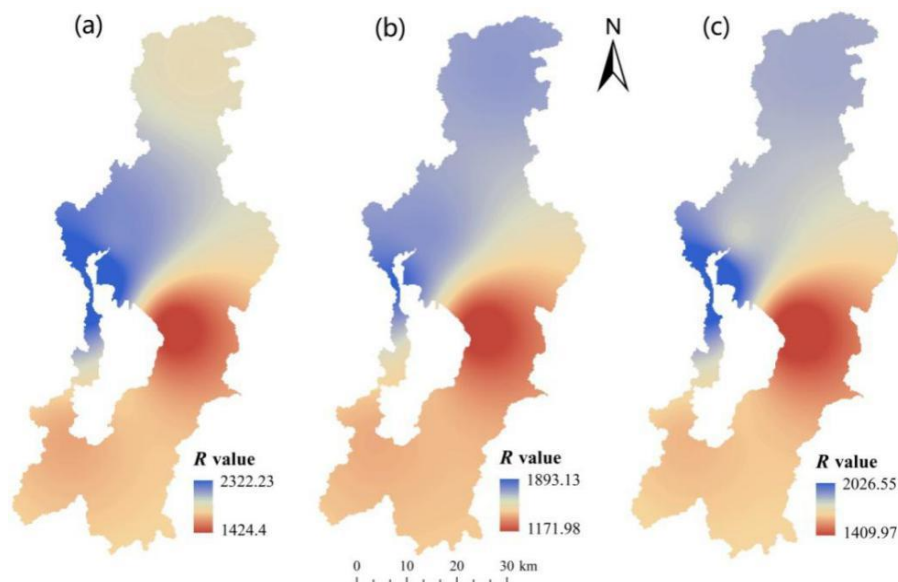 (a)
(b)
N
(c)
R value
2322.23
1424.4
R value
1893.13
1171.98
R value
2026.55
1409.97
0 10 20 30 km